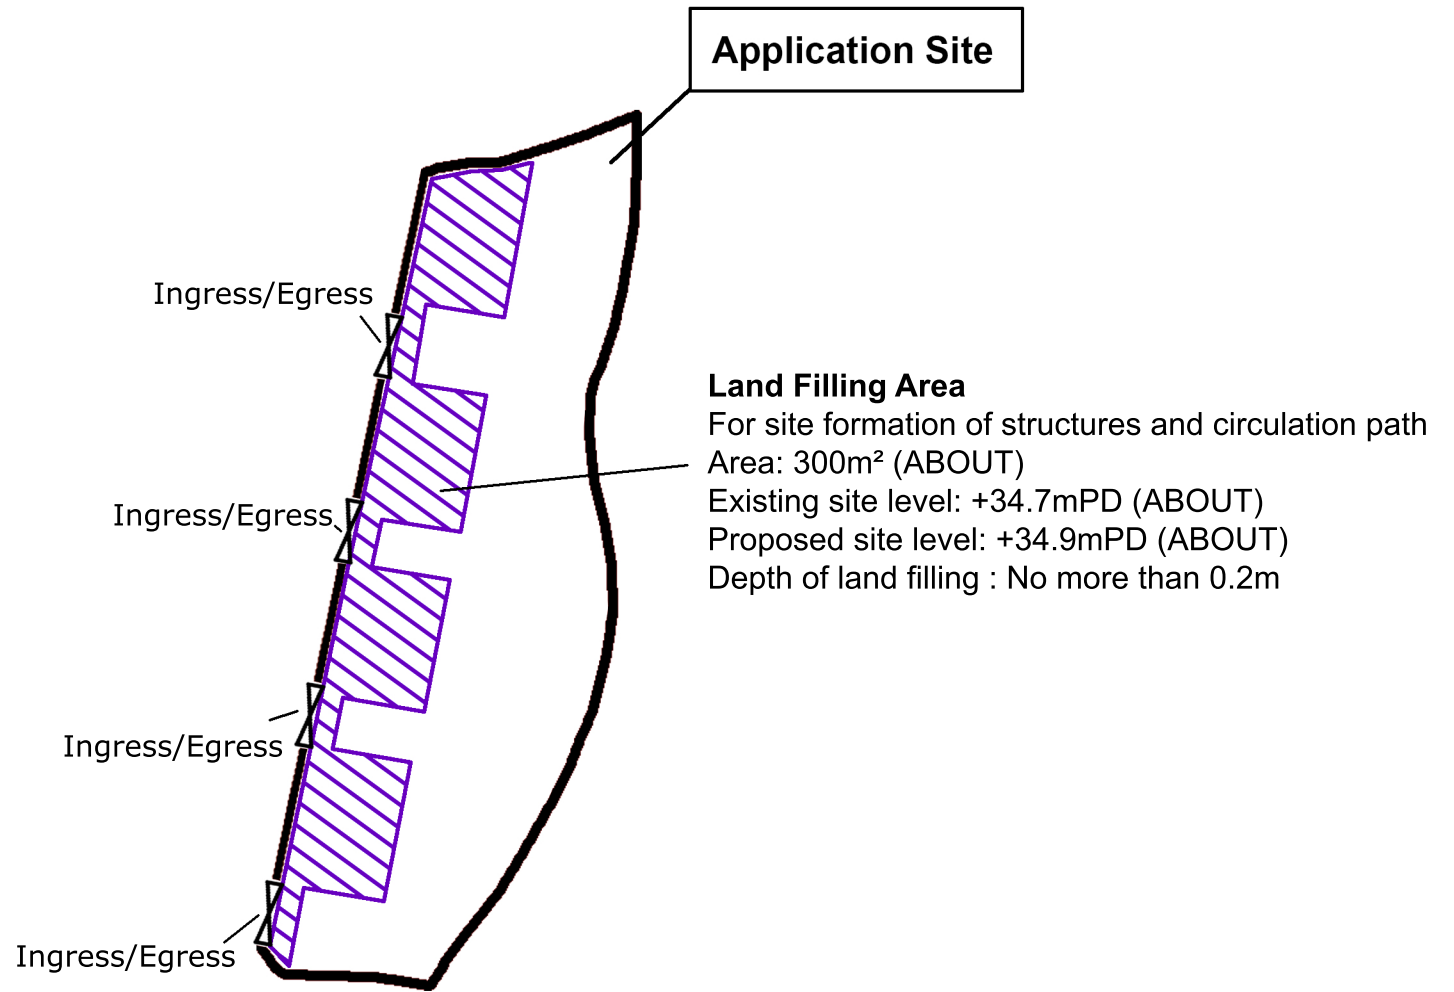 Application Site
Ingress/Egress
Land Filling Area
For site formation of structures and circulation path
Area: 300m² (ABOUT)
Existing site level: +34.7mPD (ABOUT)
Proposed site level: +34.9mPD (ABOUT)
Depth of land filling : No more than 0.2m
Ingress/Egress
Ingress/Egress
Ingress/Egress